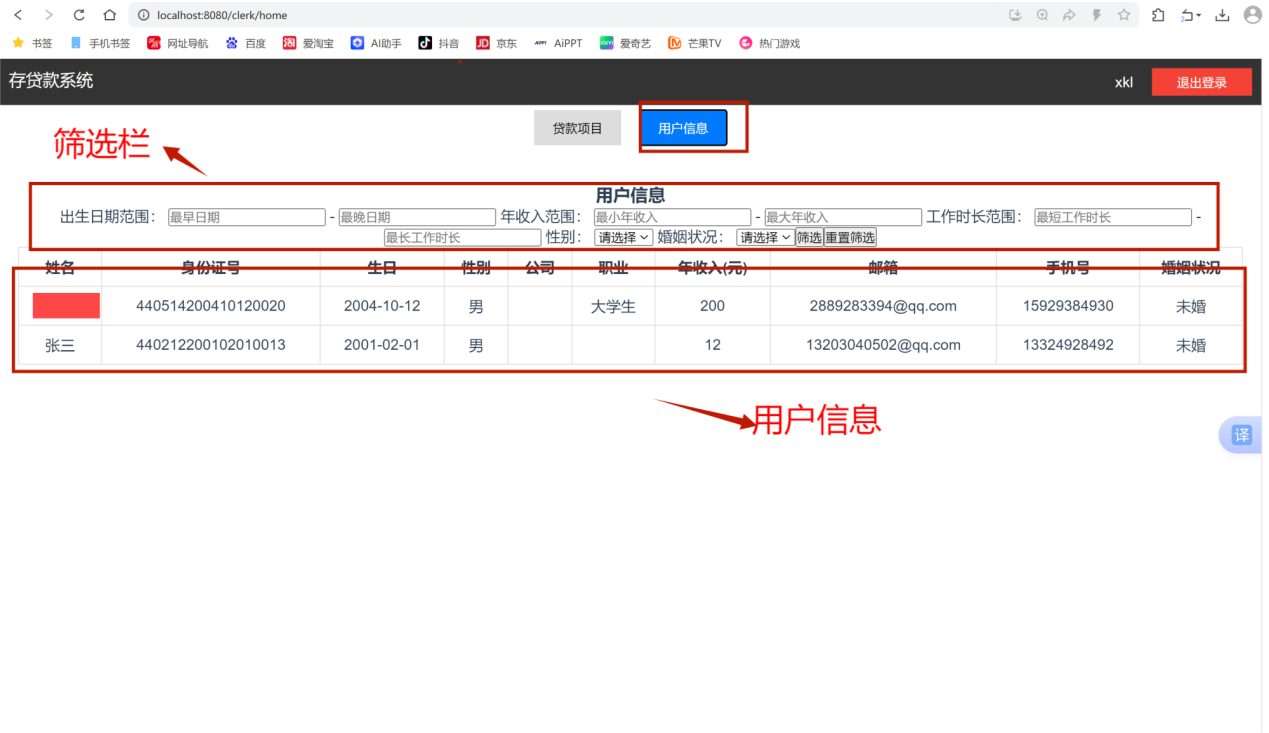 localhost:8080/clerk/home
书签 手机书签 网址导航 百度 爱淘宝 AI助手 抖音 JD 京东 AiPPT 爱奇艺 芒果TV 热门游戏
存贷款系统 xkl 退出登录
贷款项目 用户信息
筛选栏
用户信息
出生日期范围： 最早日期 - 最晚日期 年收入范围： 最小年收入 - 最大年收入 工作时长范围： 最短工作时长 -
最长工作时长 性别： 请选择 婚姻状况： 请选择 筛选 重置筛选
姓名 身份证号 生日 性别 公司 职业 年收入(元) 邮箱 手机号 婚姻状况
440514200410120020 2004-10-12 男 大学生 200 2889283394@qq.com 15929384930 未婚
张三 440212200102010013 2001-02-01 男 12 13203040502@qq.com 13324928492 未婚
用户信息
译